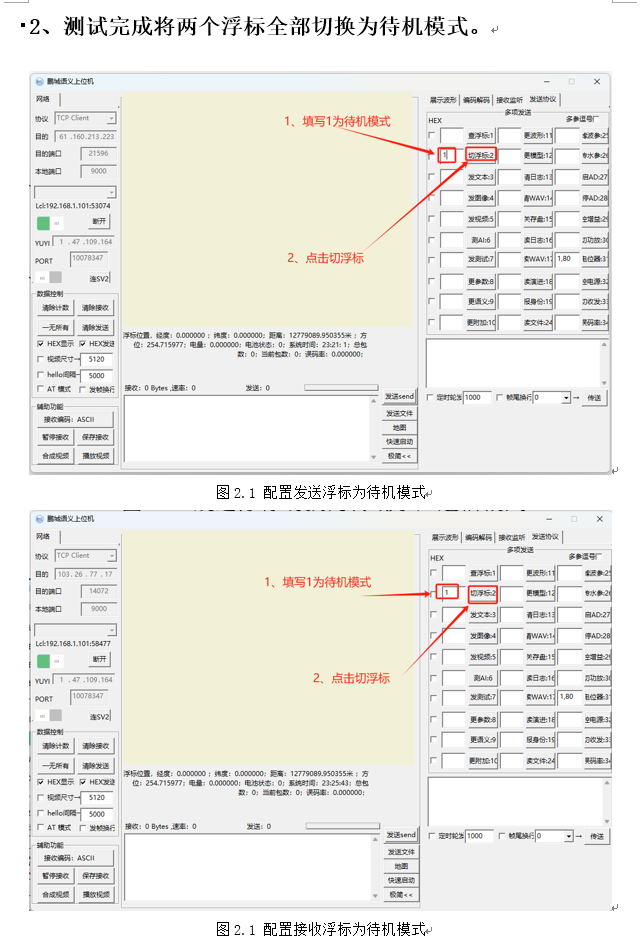 2、测试完成将两个浮标全部切换为待机模式。
鹏城语义上位机
网络
展示波形 编码解码 接收监听 发送协议
协议 TCP Client
目的 61 .160.213.223
目的端口 21596
本地端口 9000
Lcl:192.168.1.101:53074
断开
YUYI 1 . 47 .109.164
PORT 10078347
连SV2
数据控制
清除计数 清除接收
一无所有 清除发送
HEX显示 HEX发送
视频尺寸→ 5120
hello间隔→ 5000
AT 模式 发帧换行
辅助功能
接收编码：ASCII
暂停接收 保存接收
合成视频 播放视频
1、填写1为待机模式
2、点击切浮标
浮标位置，经度：0.000000 ；纬度：0.000000；距离：12779089.950355米 ；方
位：254.715977；电量：0.000000；电池状态：0；系统时间：23:21: 1；总包
数：0；当前包数：0；误码率：0.000000；
接收：0 Bytes ,速率：0 发送：0
发送send
发送文件
地图
快速启动
极简<<
多项发送
HEX 多参逗号厂
查浮标:1 更波形:11 波参:25
1 切浮标:2 更模型:12 水参:26
发文本:3 请日志:13 启AD:27
发图像:4 WAV:14 停AD:28
发视频:5 关存盘:15 空增益:29
测AI:6 读日志:16 功放:30
发测试:7 WAV:17 1,80 电位器:31
更参数:8 读演进:18 空电源:32
更语义:9 报身份:19 收发:33
更附加:10 读文件:24 误码率:34
定时轮发 1000 帧尾换行 0 → 传送
图 2.1 配置发送浮标为待机模式
鹏城语义上位机
网络
展示波形 编码解码 接收监听 发送协议
协议 TCP Client
目的 103. 26 . 77 . 17
目的端口 14072
本地端口 9000
Lcl:192.168.1.101:58477
断开
YUYI 1 . 47 .109.164
PORT 10078347
连SV2
数据控制
清除计数 清除接收
一无所有 清除发送
HEX显示 HEX发送
视频尺寸→ 5120
hello间隔→ 5000
AT 模式 发帧换行
辅助功能
接收编码：ASCII
暂停接收 保存接收
合成视频 播放视频
1、填写1为待机模式
2、点击切浮标
浮标位置，经度：0.000000 ；纬度：0.000000；距离：12779089.950355米 ；方
位：254.715977；电量：0.000000；电池状态：0；系统时间：23:25:43；总包
数：0；当前包数：0；误码率：0.000000；
接收：0 Bytes ,速率：0 发送：0
发送send
发送文件
地图
快速启动
极简<<
多项发送
HEX 多参逗号厂
查浮标:1 更波形:11 波参:25
1 切浮标:2 更模型:12 水参:26
发文本:3 请日志:13 启AD:27
发图像:4 WAV:14 停AD:28
发视频:5 关存盘:15 空增益:29
测AI:6 读日志:16 功放:30
发测试:7 WAV:17 1,80 电位器:31
更参数:8 读演进:18 空电源:32
更语义:9 报身份:19 收发:33
更附加:10 读文件:24 误码率:34
定时轮发 1000 帧尾换行 0 → 传送
图 2.1 配置接收浮标为待机模式